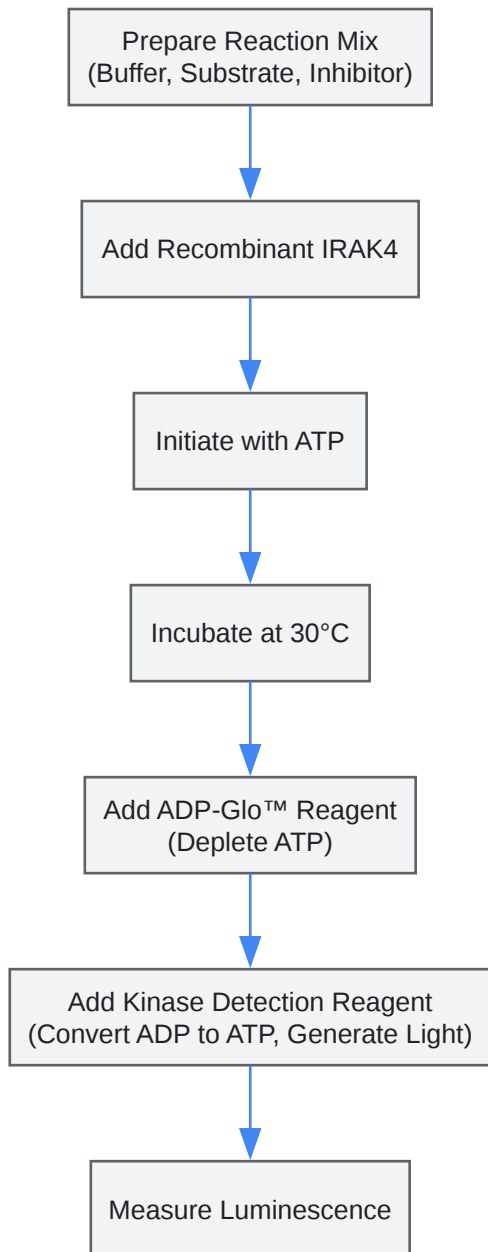 Prepare Reaction Mix
(Buffer, Substrate, Inhibitor)
Add Recombinant IRAK4
Initiate with ATP
Incubate at 30°C
Add ADP-Glo™ Reagent
(Deplete ATP)
Add Kinase Detection Reagent
(Convert ADP to ATP, Generate Light)
Measure Luminescence